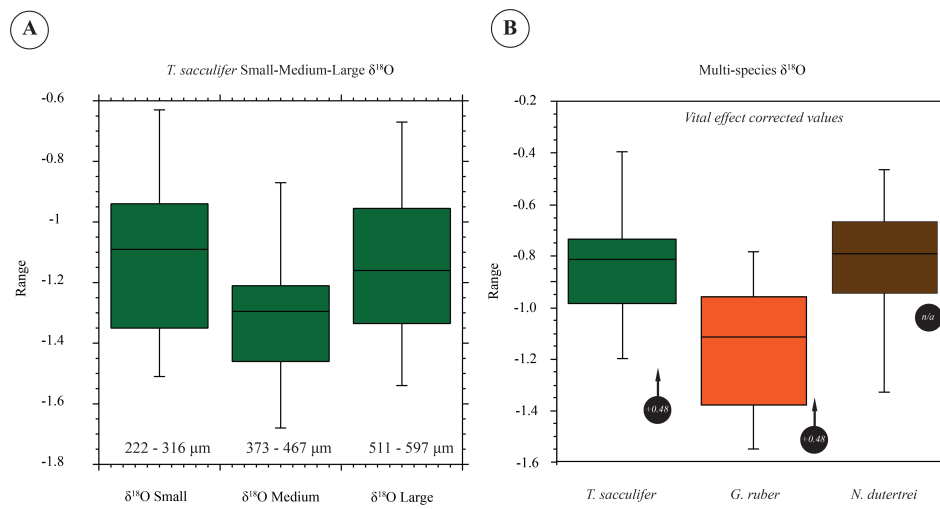 A
T. sacculifer Small-Medium-Large δ¹⁸O
Range
-0.6
-0.8
-1
-1.2
-1.4
-1.6
-1.8
222 - 316 μm
373 - 467 μm
511 - 597 μm
δ¹⁸O Small
δ¹⁸O Medium
δ¹⁸O Large
B
Multi-species δ¹⁸O
Vital effect corrected values
Range
-0.2
-0.4
-0.6
-0.8
-1.0
-1.2
-1.4
-1.6
+0.48
+0.48
n/a
T. sacculifer
G. ruber
N. dutertrei